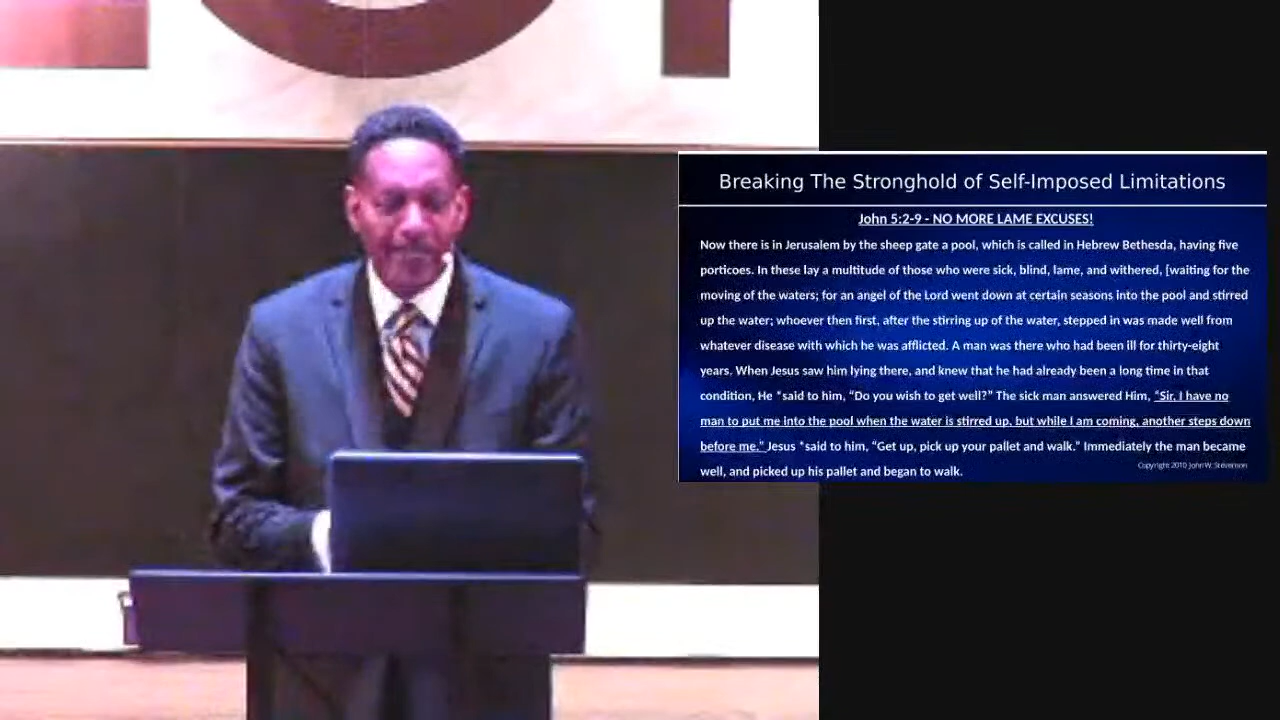 Breaking The Stronghold of Self-Imposed Limitations
John 5:2-9 - NO MORE LAME EXCUSES!
Now there is in Jerusalem by the sheep gate a pool, which is called in Hebrew Bethesda, having five
porticoes. In these lay a multitude of those who were sick, blind, lame, and withered, [waiting for the
moving of the waters; for an angel of the Lord went down at certain seasons into the pool and stirred
up the water; whoever then first, after the stirring up of the water, stepped in was made well from
whatever disease with which he was afflicted. A man was there who had been ill for thirty-eight
years. When Jesus saw him lying there, and knew that he had already been a long time in that
condition, He *said to him, “Do you wish to get well?” The sick man answered Him, “Sir, I have no
man to put me into the pool when the water is stirred up, but while I am coming, another steps down
before me.” Jesus *said to him, “Get up, pick up your pallet and walk.” Immediately the man became
well, and picked up his pallet and began to walk.
Copyright 2010 John W. Stevenson